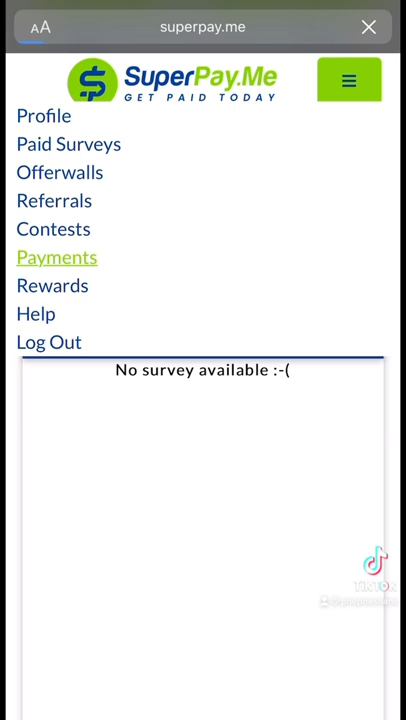 AA superpay.me
SuperPay.Me
GET PAID TODAY
Profile
Paid Surveys
Offerwalls
Referrals
Contests
Payments
Rewards
Help
Log Out
No survey available :-(
TikTok